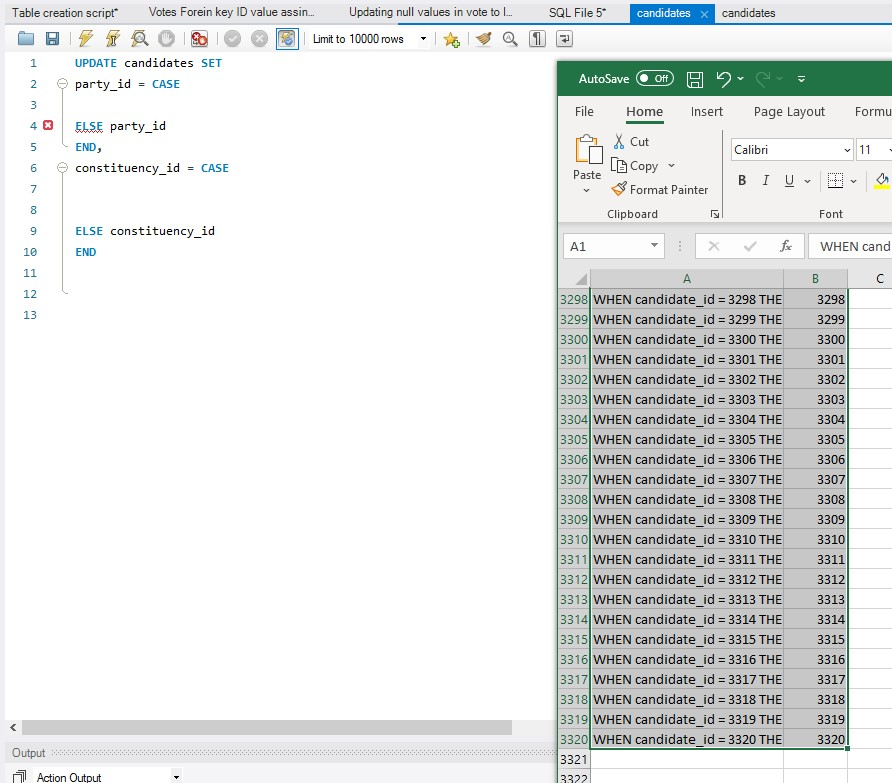 Table creation script*
Votes Forein key ID value assin...
Updating null values in vote to l...
SQL File 5*
candidates
candidates
Limit to 10000 rows
1 UPDATE candidates SET
2 party_id = CASE
3
4 ELSE party_id
5 END,
6 constituency_id = CASE
7
8
9 ELSE constituency_id
10 END
11
12
13
Output
Action Output
AutoSave Off
File Home Insert Page Layout Formu
Paste
Cut
Copy
Format Painter
Clipboard
Calibri 11
B I U
Font
A1 fx WHEN cand
A B C
3298 WHEN candidate_id = 3298 THE 3298
3299 WHEN candidate_id = 3299 THE 3299
3300 WHEN candidate_id = 3300 THE 3300
3301 WHEN candidate_id = 3301 THE 3301
3302 WHEN candidate_id = 3302 THE 3302
3303 WHEN candidate_id = 3303 THE 3303
3304 WHEN candidate_id = 3304 THE 3304
3305 WHEN candidate_id = 3305 THE 3305
3306 WHEN candidate_id = 3306 THE 3306
3307 WHEN candidate_id = 3307 THE 3307
3308 WHEN candidate_id = 3308 THE 3308
3309 WHEN candidate_id = 3309 THE 3309
3310 WHEN candidate_id = 3310 THE 3310
3311 WHEN candidate_id = 3311 THE 3311
3312 WHEN candidate_id = 3312 THE 3312
3313 WHEN candidate_id = 3313 THE 3313
3314 WHEN candidate_id = 3314 THE 3314
3315 WHEN candidate_id = 3315 THE 3315
3316 WHEN candidate_id = 3316 THE 3316
3317 WHEN candidate_id = 3317 THE 3317
3318 WHEN candidate_id = 3318 THE 3318
3319 WHEN candidate_id = 3319 THE 3319
3320 WHEN candidate_id = 3320 THE 3320
3321
3322